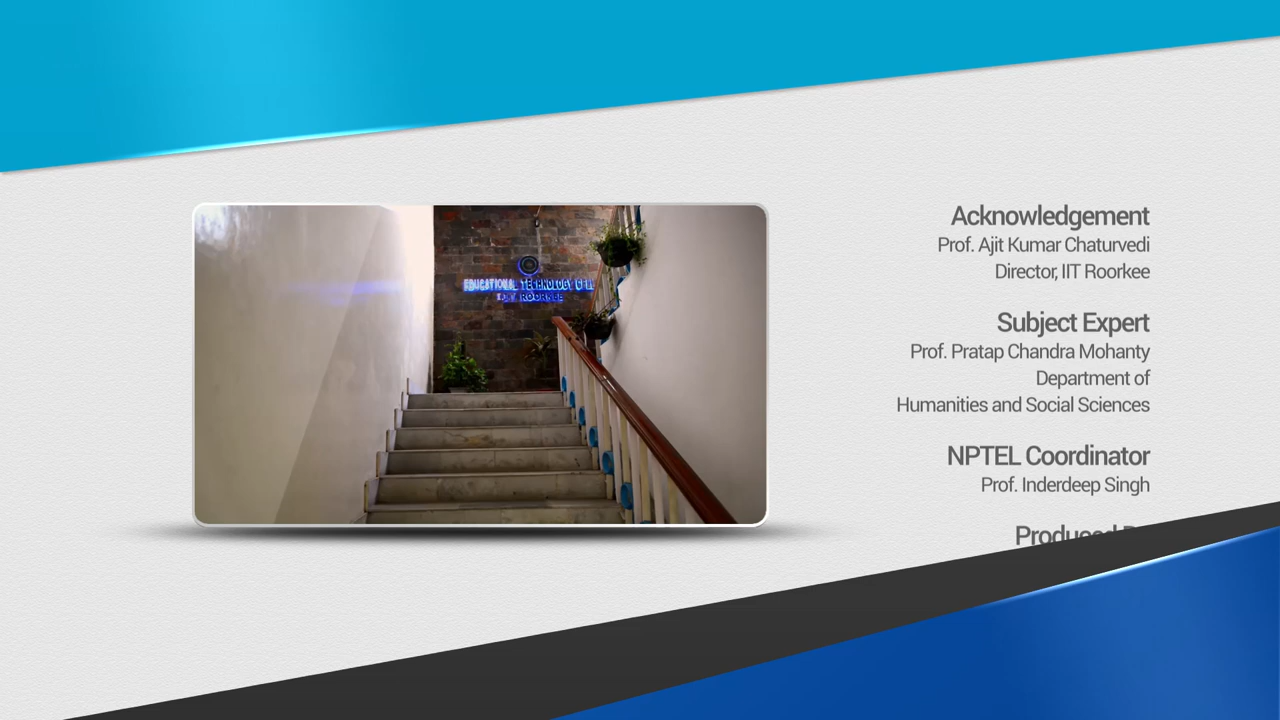 EDUCATIONAL TECHNOLOGY CELL
I.I.T. ROORKEE
Acknowledgement
Prof. Ajit Kumar Chaturvedi
Director, IIT Roorkee
Subject Expert
Prof. Pratap Chandra Mohanty
Department of
Humanities and Social Sciences
NPTEL Coordinator
Prof. Inderdeep Singh
Produced